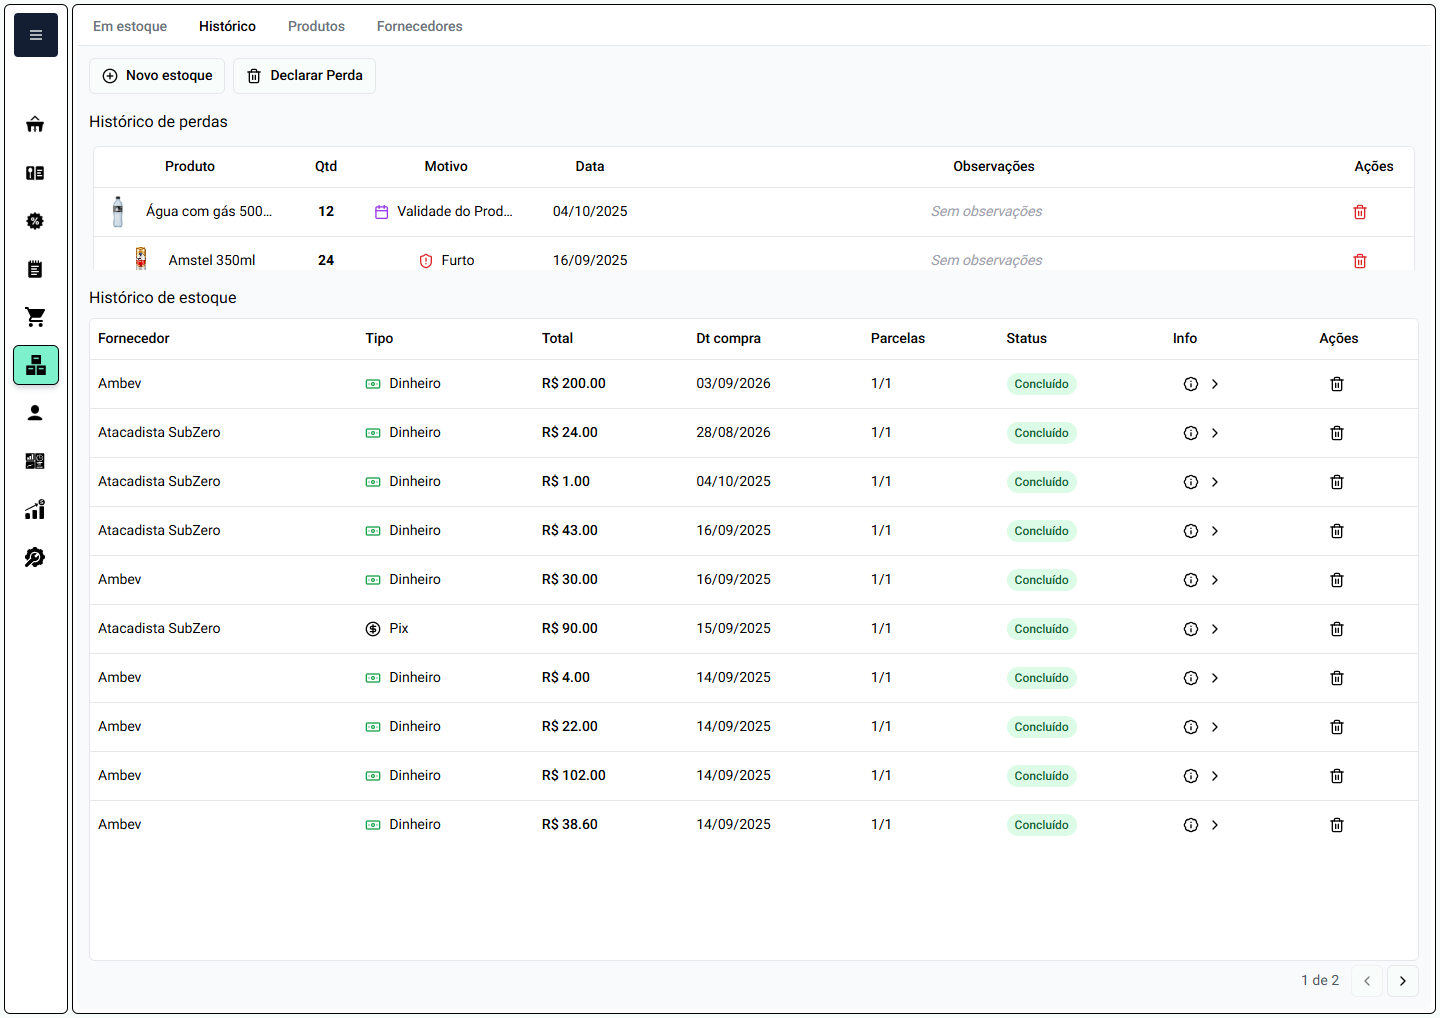 Em estoque Histórico Produtos Fornecedores
Novo estoque Declarar Perda
Histórico de perdas
Produto Qtd Motivo Data Observações Ações
Água com gás 500... 12 Validade do Prod... 04/10/2025 Sem observações
Amstel 350ml 24 Furto 16/09/2025 Sem observações
Histórico de estoque
Fornecedor Tipo Total Dt compra Parcelas Status Info Ações
Ambev Dinheiro R$ 200.00 03/09/2026 1/1 Concluído
Atacadista SubZero Dinheiro R$ 24.00 28/08/2026 1/1 Concluído
Atacadista SubZero Dinheiro R$ 1.00 04/10/2025 1/1 Concluído
Atacadista SubZero Dinheiro R$ 43.00 16/09/2025 1/1 Concluído
Ambev Dinheiro R$ 30.00 16/09/2025 1/1 Concluído
Atacadista SubZero Pix R$ 90.00 15/09/2025 1/1 Concluído
Ambev Dinheiro R$ 4.00 14/09/2025 1/1 Concluído
Ambev Dinheiro R$ 22.00 14/09/2025 1/1 Concluído
Ambev Dinheiro R$ 102.00 14/09/2025 1/1 Concluído
Ambev Dinheiro R$ 38.60 14/09/2025 1/1 Concluído
1 de 2